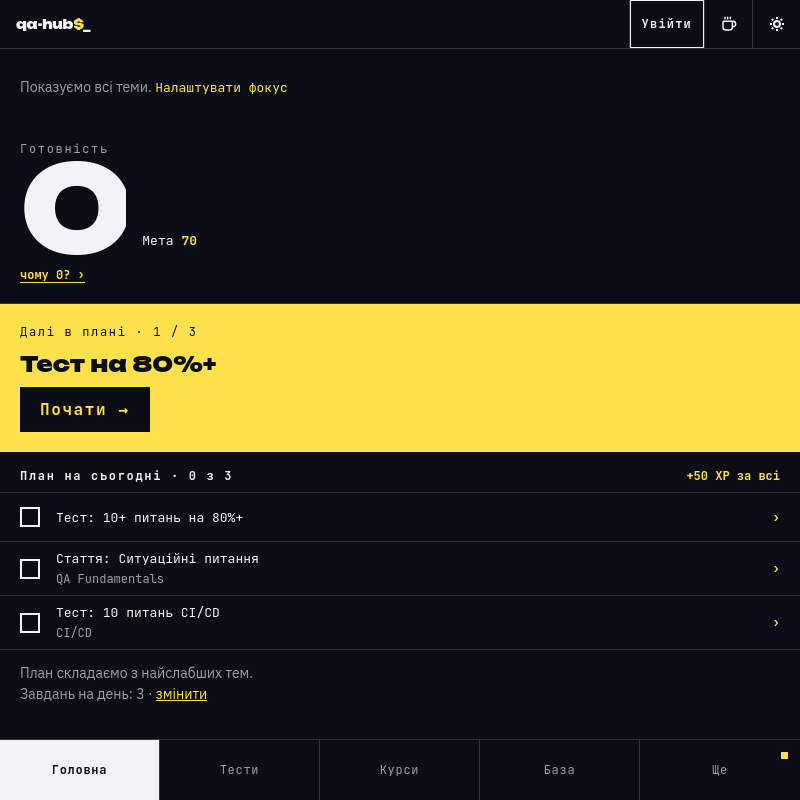 qa-hub$_
Увійти
Показуємо всі теми. Налаштувати фокус
Готовність
0
Мета 70
чому 0? ›
Далі в плані · 1 / 3
Тест на 80%+
Почати →
План на сьогодні · 0 з 3
+50 XP за всі
Тест: 10+ питань на 80%+ ›
Стаття: Ситуаційні питання ›
QA Fundamentals
Тест: 10 питань CI/CD ›
CI/CD
План складаємо з найслабших тем.
Завдань на день: 3 · змінити
Головна
Тести
Курси
База
Ще